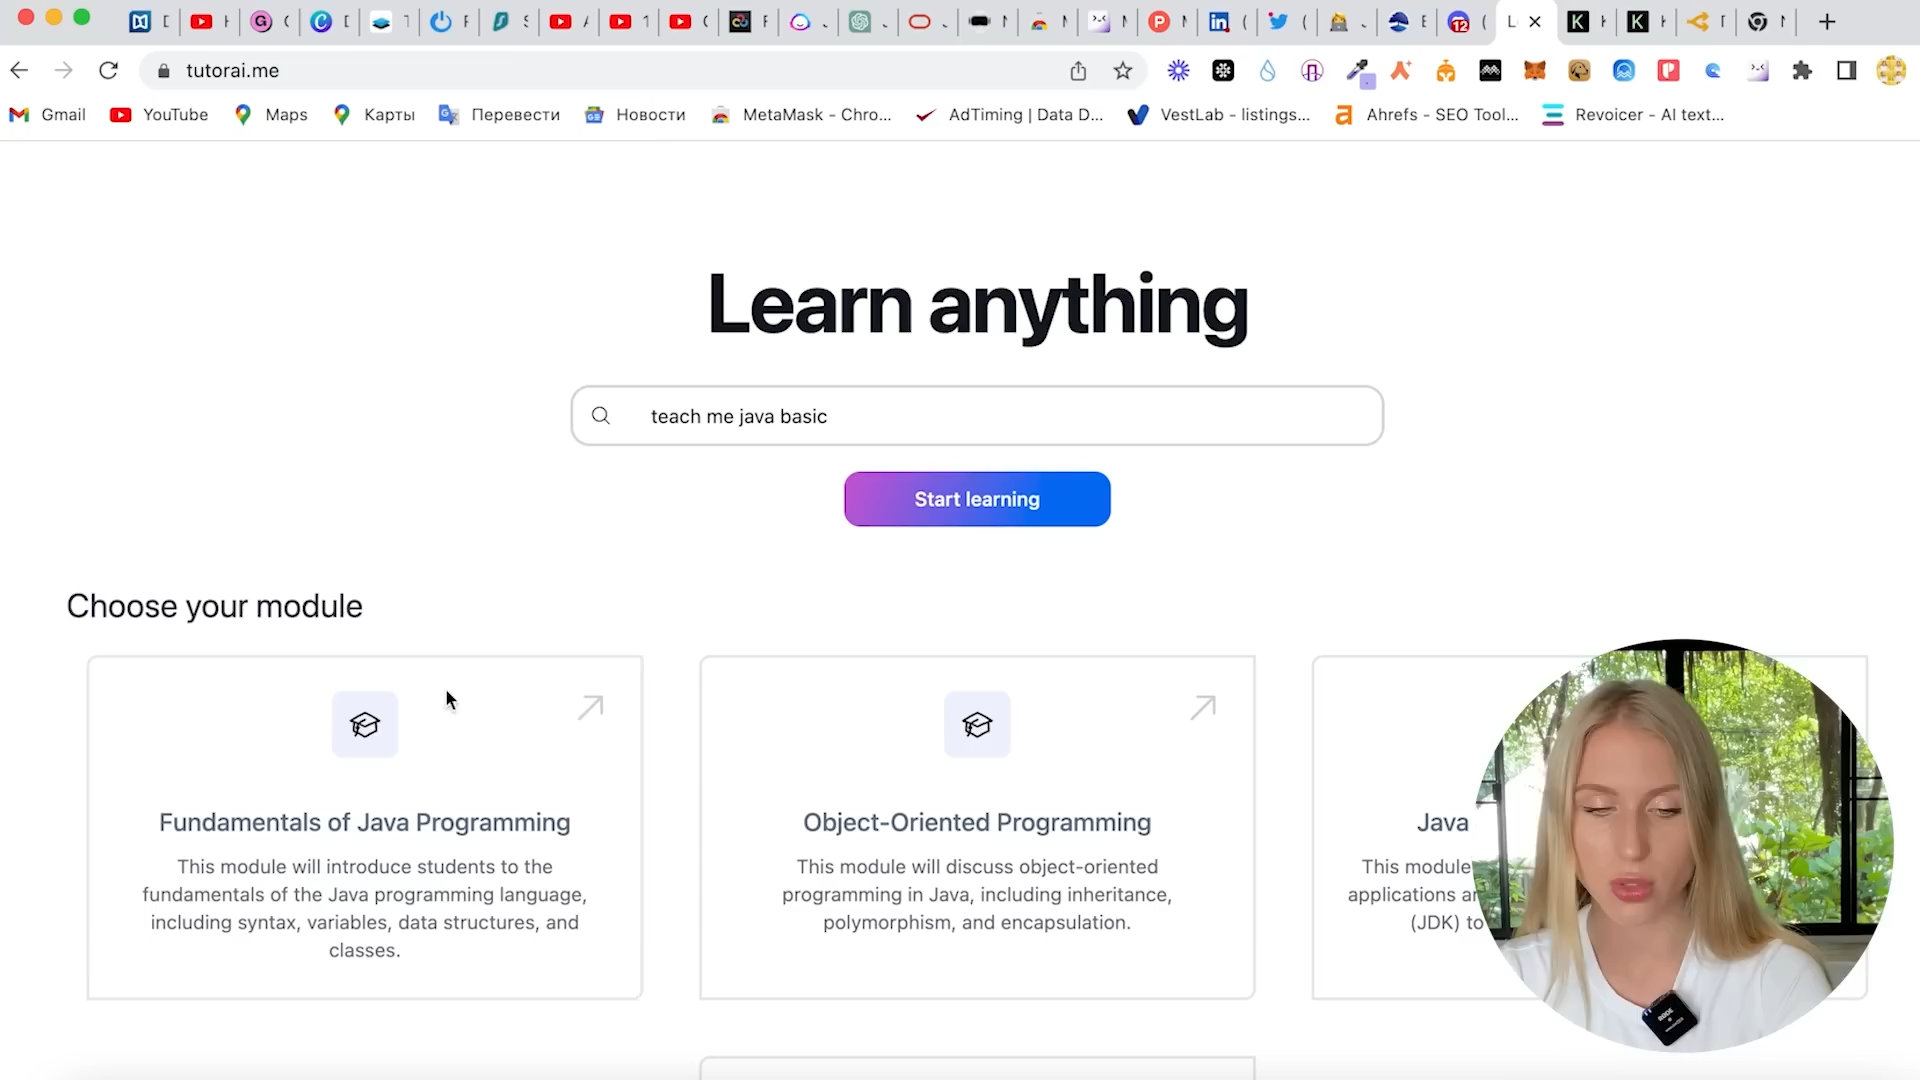 tutorai.me
Gmail YouTube Maps Карты Перевести Новости MetaMask - Chro... AdTiming | Data D... VestLab - listings... Ahrefs - SEO Tool... Revoicer - AI text...
Learn anything
teach me java basic
Start learning
Choose your module
Fundamentals of Java Programming
This module will introduce students to the
fundamentals of the Java programming language,
including syntax, variables, data structures, and
classes.
Object-Oriented Programming
This module will discuss object-oriented
programming in Java, including inheritance,
polymorphism, and encapsulation.
Java
This module
applications
(JDK) to
RODE